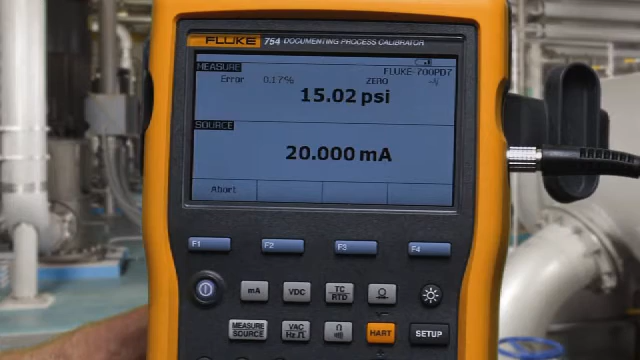 FLUKE 754 DOCUMENTING PROCESS CALIBRATOR
MEASURE
FLUKE-700PD7
Error 0.17% ZERO
15.02 psi
SOURCE
20.000 mA
Abort
F1 F2 F3 F4
mA VDC TC RTD
MEASURE SOURCE VAC Hz Ω HART SETUP